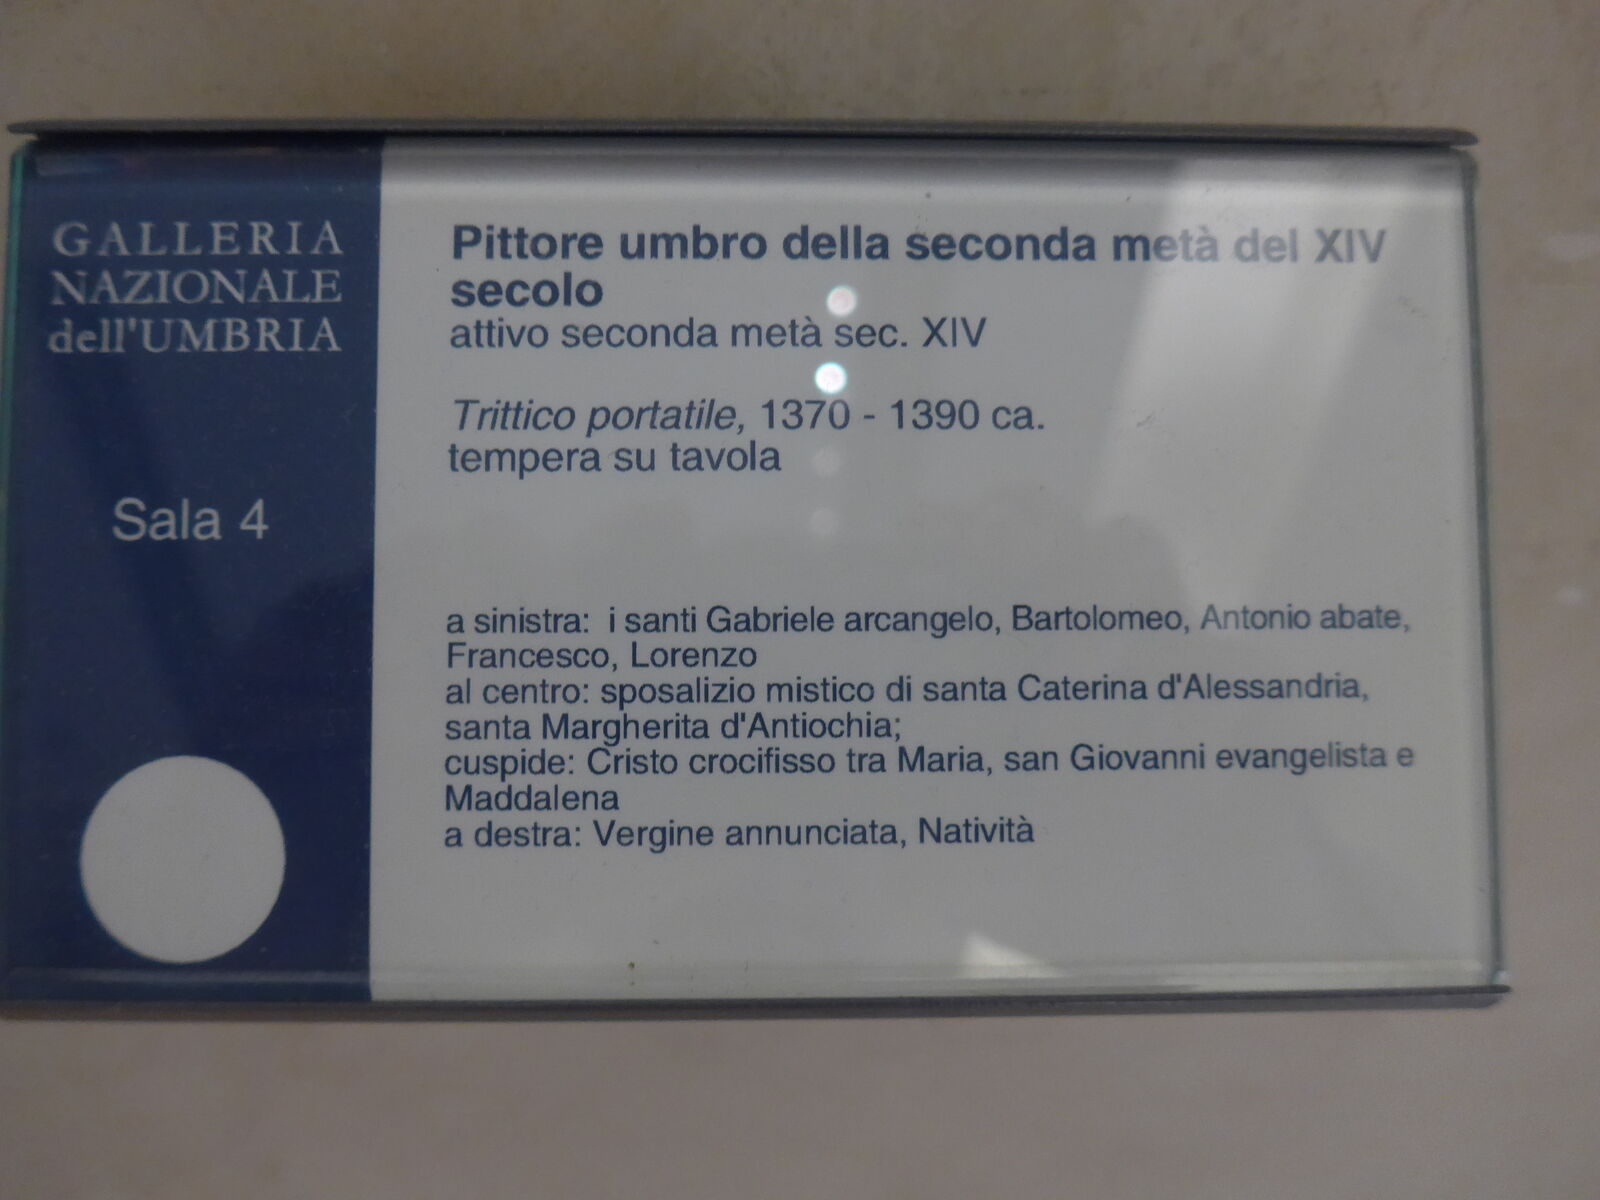 GALLERIA
NAZIONALE
dell'UMBRIA
Sala 4
Pittore umbro della seconda metà del XIV
secolo
attivo seconda metà sec. XIV
Trittico portatile, 1370 - 1390 ca.
tempera su tavola
a sinistra: i santi Gabriele arcangelo, Bartolomeo, Antonio abate,
Francesco, Lorenzo
al centro: sposalizio mistico di santa Caterina d'Alessandria,
santa Margherita d'Antiochia;
cuspide: Cristo crocifisso tra Maria, san Giovanni evangelista e
Maddalena
a destra: Vergine annunciata, Natività